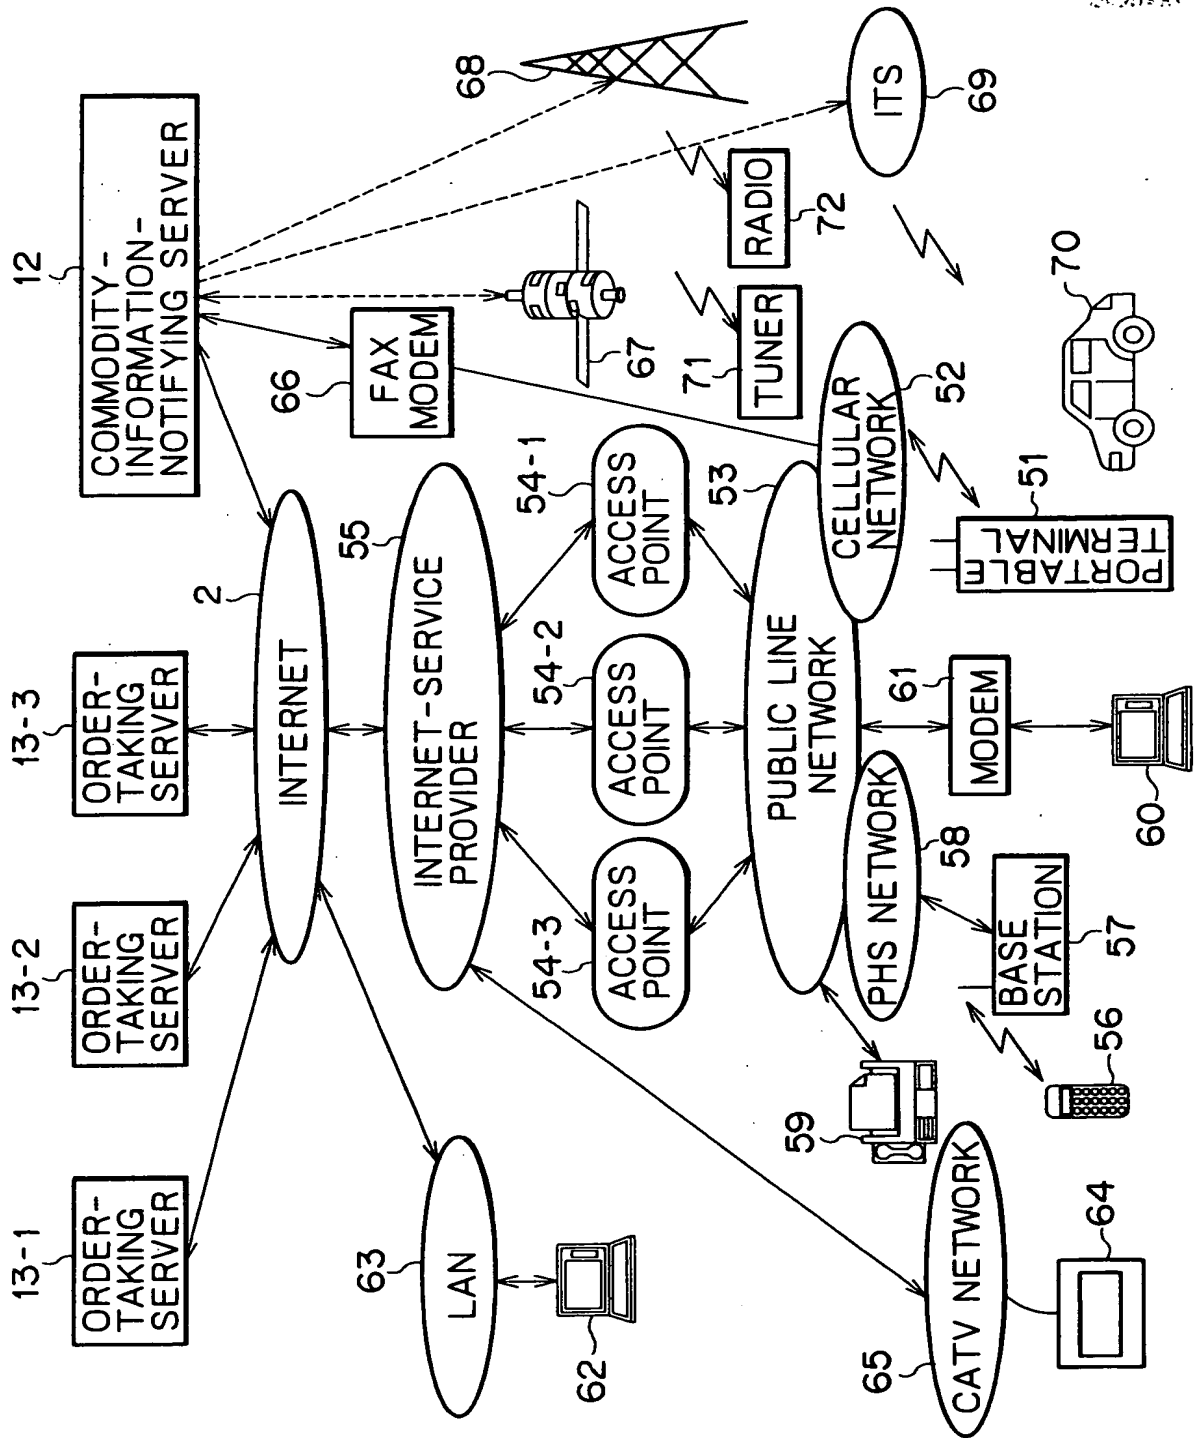 13-1
ORDER-
TAKING
SERVER
13-2
ORDER-
TAKING
SERVER
13-3
ORDER-
TAKING
SERVER
12
COMMODITY-
INFORMATION-
NOTIFYING SERVER
2
INTERNET
63
LAN
62
55
INTERNET-SERVICE
PROVIDER
66
FAX
MODEM
67
68
ITS
69
54-3
ACCESS
POINT
54-2
ACCESS
POINT
54-1
ACCESS
POINT
71
TUNER
RADIO
72
53
PUBLIC LINE
NETWORK
CELLULAR
NETWORK
52
PHS NETWORK
58
59
65
CATV NETWORK
64
56
BASE
STATION
57
61
MODEM
60
51
PORTABLE
TERMINAL
70